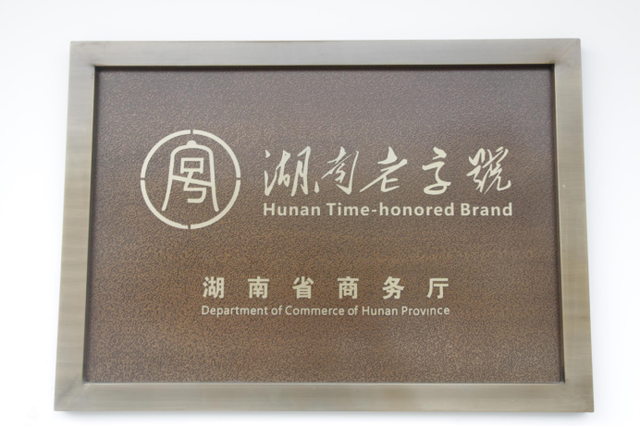 湖南老字號
Hunan Time-honored Brand
湖南省商务厅
Department of Commerce of Hunan Province